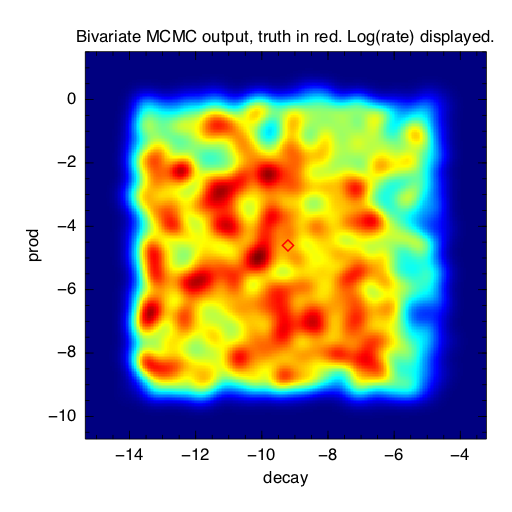 Bivariate MCMC output, truth in red. Log(rate) displayed.
0
−2
−4
−6
−8
−10
prod
−14 −12 −10 −8 −6 −4
decay